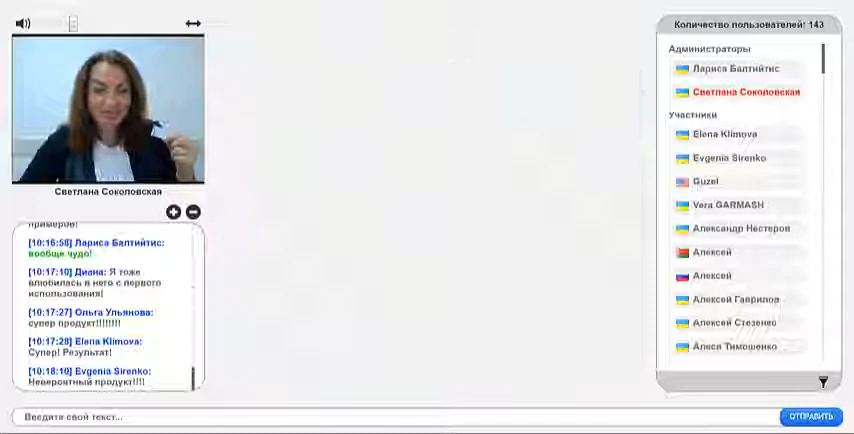 Количество пользователей: 143
Администраторы
Лариса Балтийтис
Светлана Соколовская
Участники
Elena Klimova
Evgenia Sirenko
Guzel
Vera GARMASH
Александр Нестеров
Алексей
Алексей
Алексей Гаврилов
Алексей Стезенко
Алеся Тимошенко
Светлана Соколовская
примеров!
[10:16:58] Лариса Балтийтис:
вообще чудо!
[10:17:10] Диана: Я тоже
влюбилась в него с первого
использования!
[10:17:27] Ольга Ульянова:
супер продукт!!!!!!!!
[10:17:28] Elena Klimova:
Супер! Результат!
[10:18:10] Evgenia Sirenko:
Невероятный продукт!!!!
Введите свой текст...
ОТПРАВИТЬ